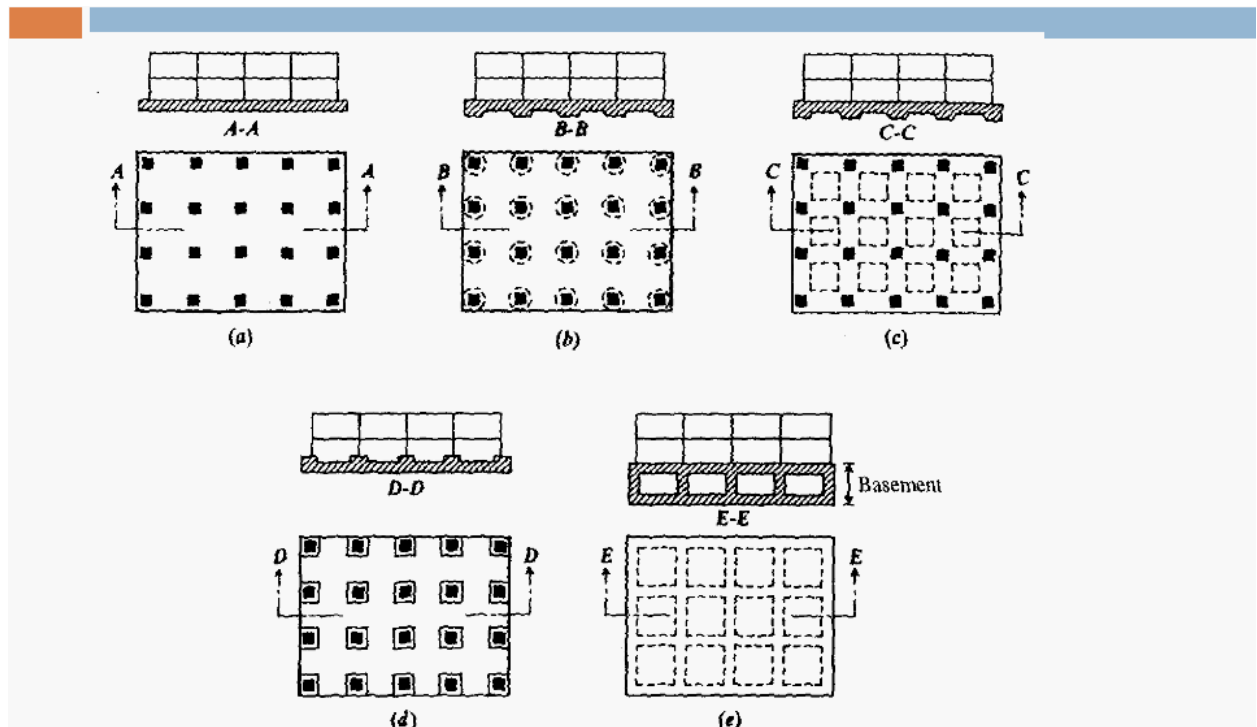 A-A
B-B
C-C
A A
B B
C C
(a)
(b)
(c)
D-D
Basement
E-E
D D
E E
(d)
(e)